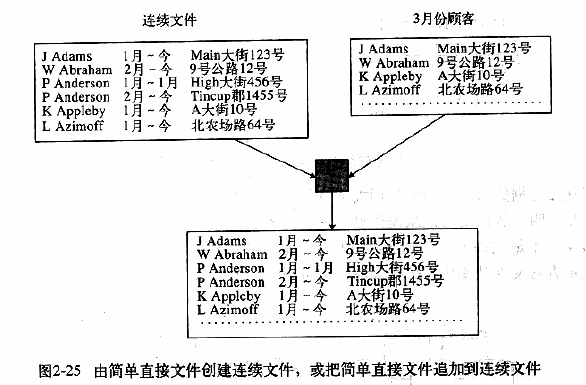 连续文件
J Adams 1月~今 Main大街123号
W Abraham 2月~今 9号公路12号
P Anderson 1月~1月 High大街456号
P Anderson 2月~今 Tincup郡1455号
K Appleby 1月~今 A大街10号
L Azimoff 1月~今 北农场路64号
3月份顾客
J Adams Main大街123号
W Abraham 9号公路12号
K Appleby A大街10号
L Azimoff 北农场路64号
J Adams 1月~今 Main大街123号
W Abraham 2月~今 9号公路12号
P Anderson 1月~1月 High大街456号
P Anderson 2月~今 Tincup郡1455号
K Appleby 1月~今 A大街10号
L Azimoff 1月~今 北农场路64号
图2-25 由简单直接文件创建连续文件，或把简单直接文件追加到连续文件